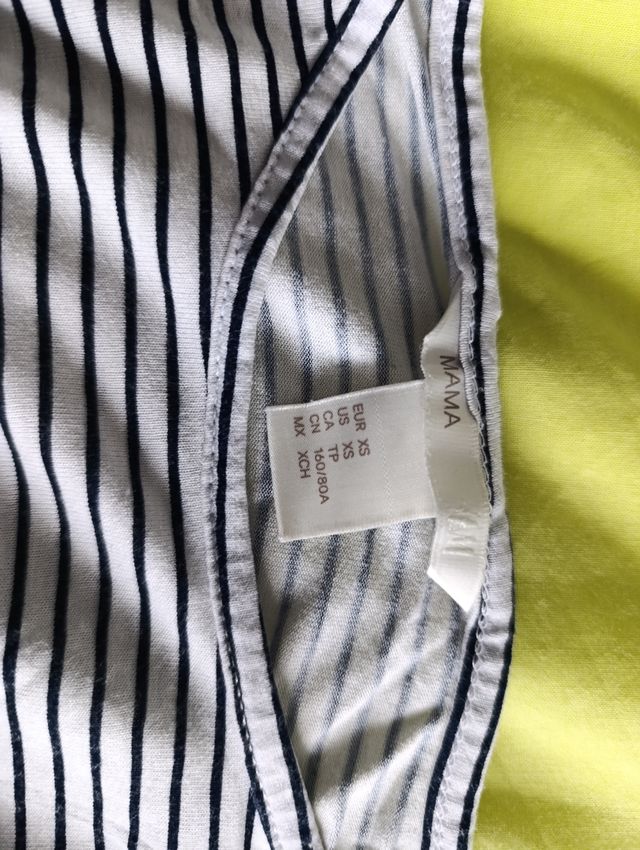 MAMA
EUR XS
US XS
CA TP
CN 160/80A
MX XCH